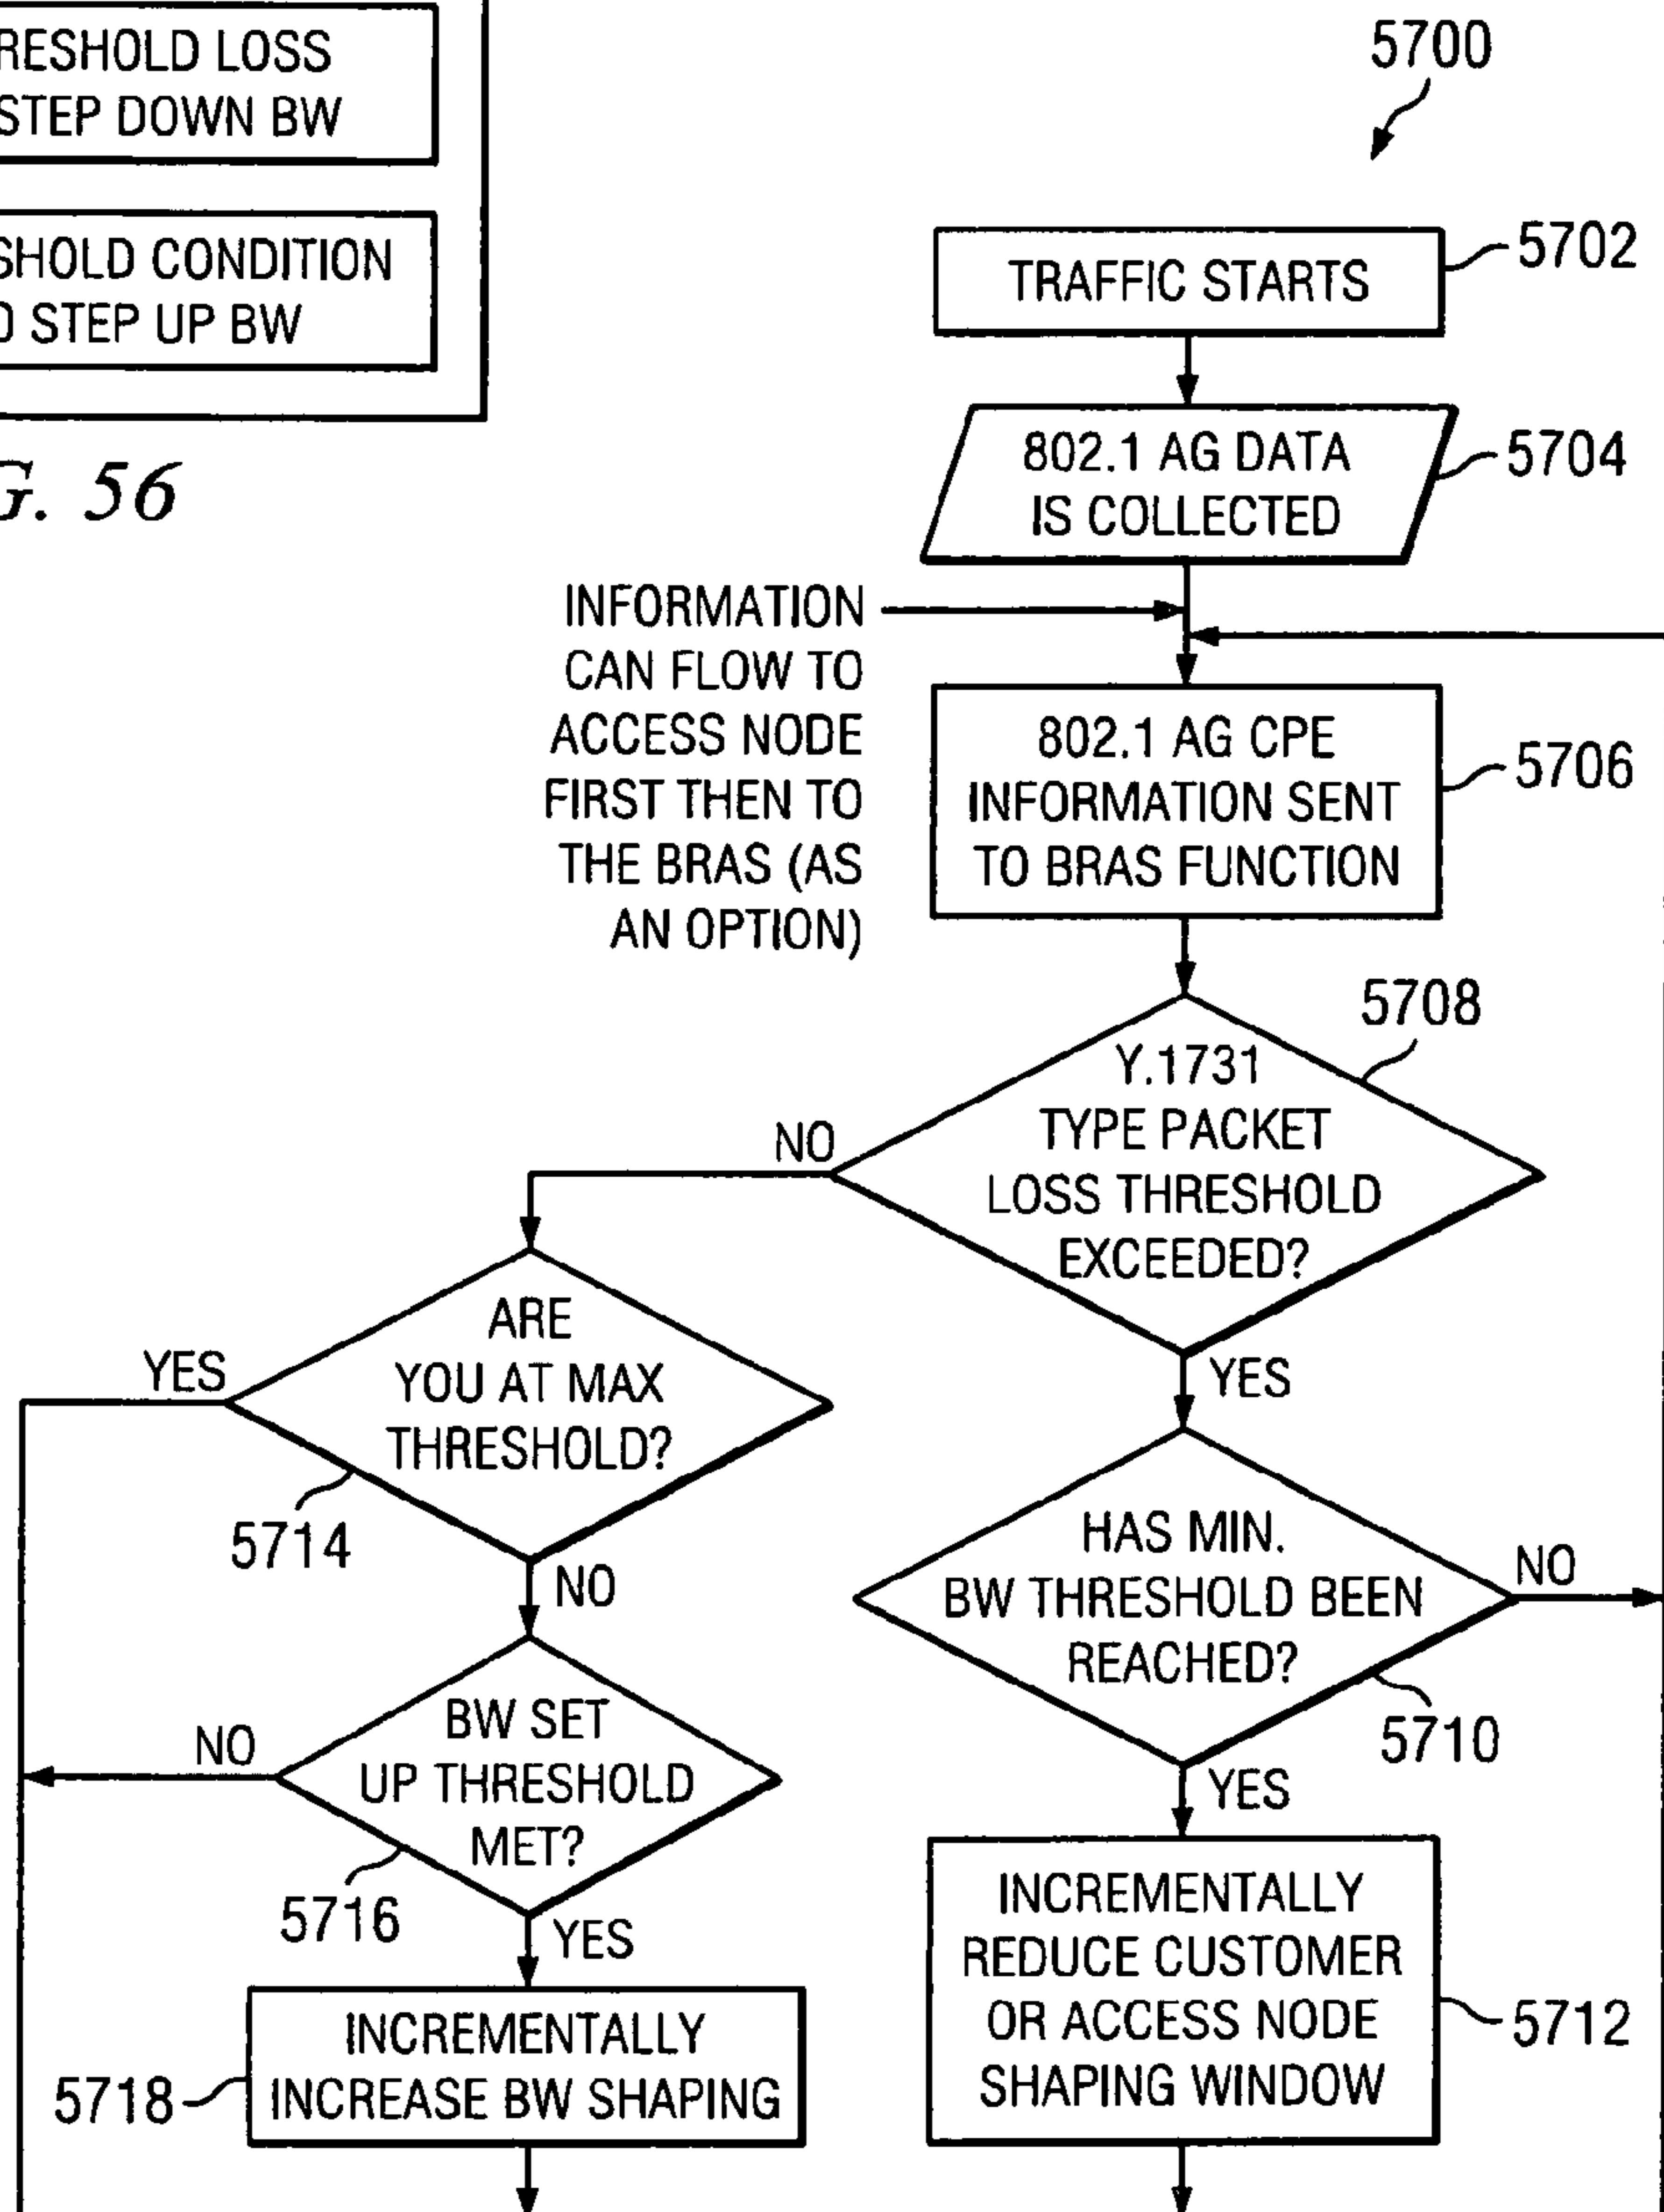 RESHOLD LOSS
STEP DOWN BW
SHOLD CONDITION
STEP UP BW
G. 56
5700
TRAFFIC STARTS
5702
802.1 AG DATA
IS COLLECTED
5704
INFORMATION
CAN FLOW TO
ACCESS NODE
FIRST THEN TO
THE BRAS (AS
AN OPTION)
802.1 AG CPE
INFORMATION SENT
TO BRAS FUNCTION
5706
5708
Y.1731
TYPE PACKET
LOSS THRESHOLD
EXCEEDED?
NO
YES
ARE
YOU AT MAX
THRESHOLD?
YES
5714
NO
HAS MIN.
BW THRESHOLD BEEN
REACHED?
NO
5710
YES
BW SET
UP THRESHOLD
MET?
NO
5716
YES
INCREMENTALLY
INCREASE BW SHAPING
5718
INCREMENTALLY
REDUCE CUSTOMER
OR ACCESS NODE
SHAPING WINDOW
5712